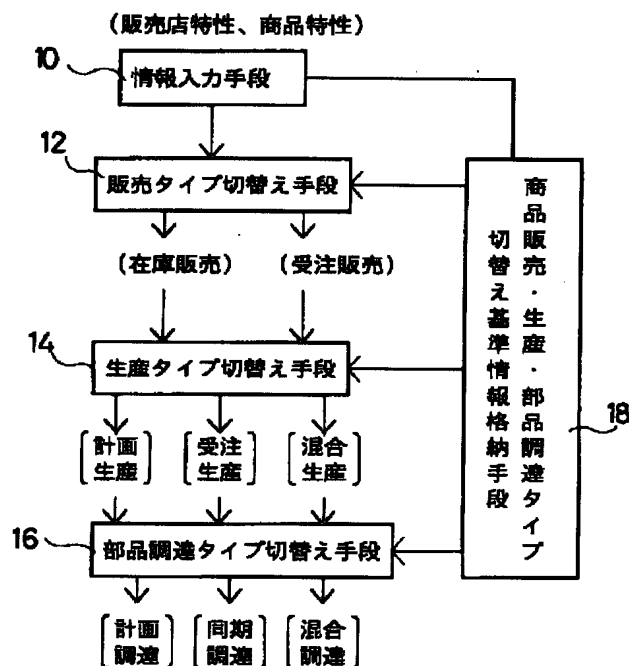 (販売店特性、商品特性)
10
情報入力手段
12
販売タイプ切替え手段
(在庫販売) (受注販売)
14
生産タイプ切替え手段
計画生産
受注生産
混合生産
16
部品調達タイプ切替え手段
計画調達
同期調達
混合調達
商品販売・生産・部品調達タイプ
切替え基準情報格納手段
18